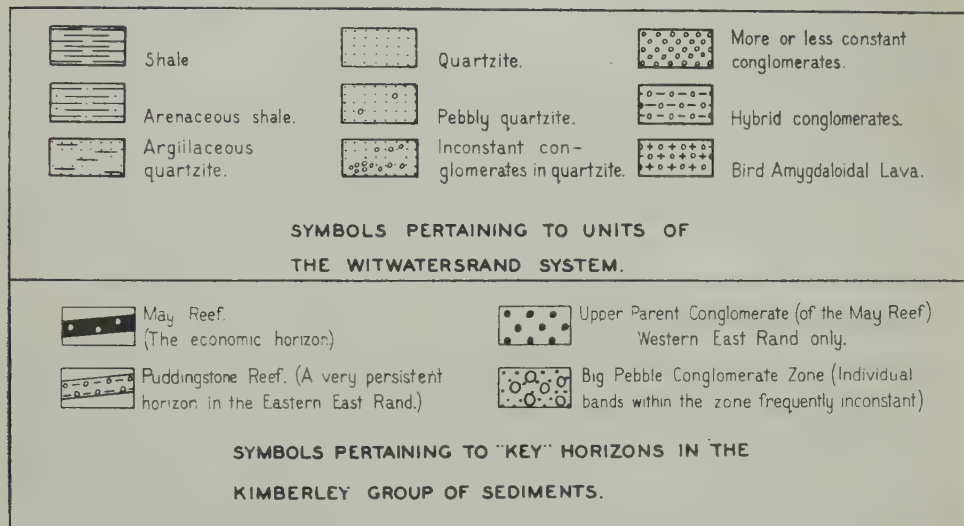 Shale
Quartzite.
More or less constant
conglomerates.
Arenaceous shale.
Pebbly quartzite.
Hybrid conglomerates.
Argillaceous
quartzite.
Inconstant con-
glomerates in quartzite.
Bird Amygdaloidal Lava.
SYMBOLS PERTAINING TO UNITS OF
THE WITWATERSRAND SYSTEM.
May Reef.
(The economic horizon)
Upper Parent Conglomerate (of the May Reef)
Western East Rand only.
Puddingstone Reef. (A very persistent
horizon in the Eastern East Rand.)
Big Pebble Conglomerate Zone (Individual
bands within the zone frequently inconstant)
SYMBOLS PERTAINING TO "KEY" HORIZONS IN THE
KIMBERLEY GROUP OF SEDIMENTS.